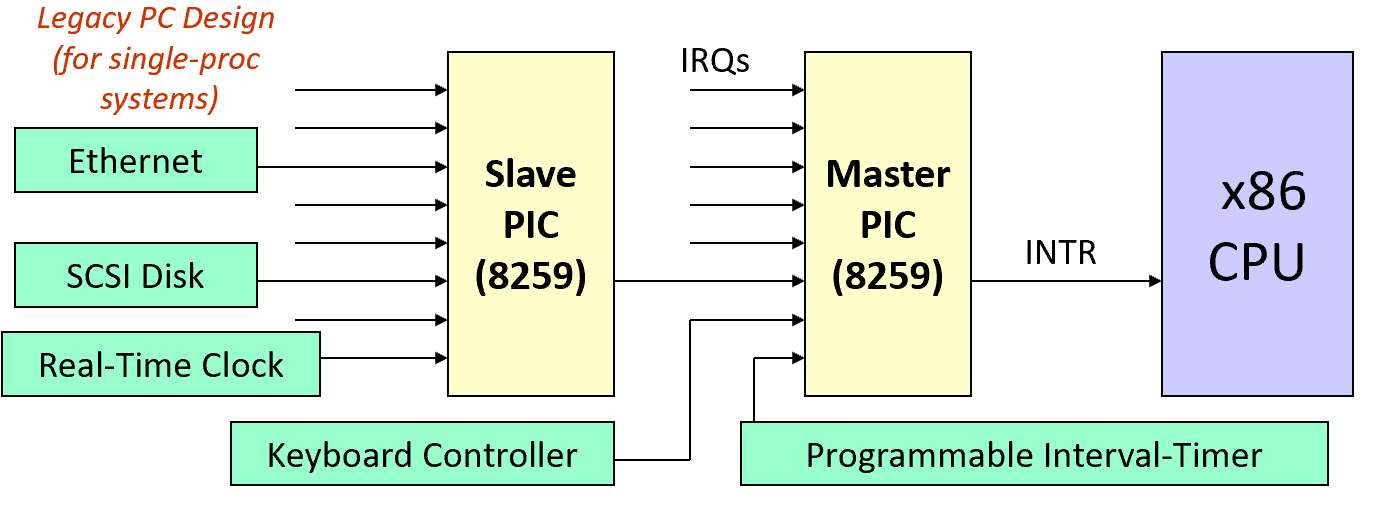 Legacy PC Design
(for single-proc
systems)
IRQs
Ethernet
SCSI Disk
Real-Time Clock
Slave
PIC
(8259)
Master
PIC
(8259)
INTR
x86
CPU
Keyboard Controller
Programmable Interval-Timer